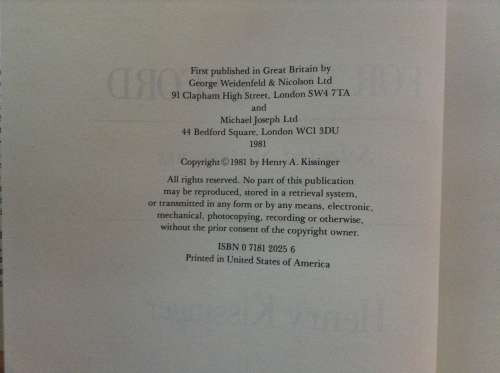 First published in Great Britain by
George Weidenfeld & Nicolson Ltd
91 Clapham High Street, London SW4 7TA
and
Michael Joseph Ltd
44 Bedford Square, London WC1 3DU
1981
Copyright © 1981 by Henry A. Kissinger
All rights reserved. No part of this publication
may be reproduced, stored in a retrieval system,
or transmitted in any form or by any means, electronic,
mechanical, photocopying, recording or otherwise,
without the prior consent of the copyright owner.
ISBN 0 7181 2025 6
Printed in United States of America
Henry Kissinger